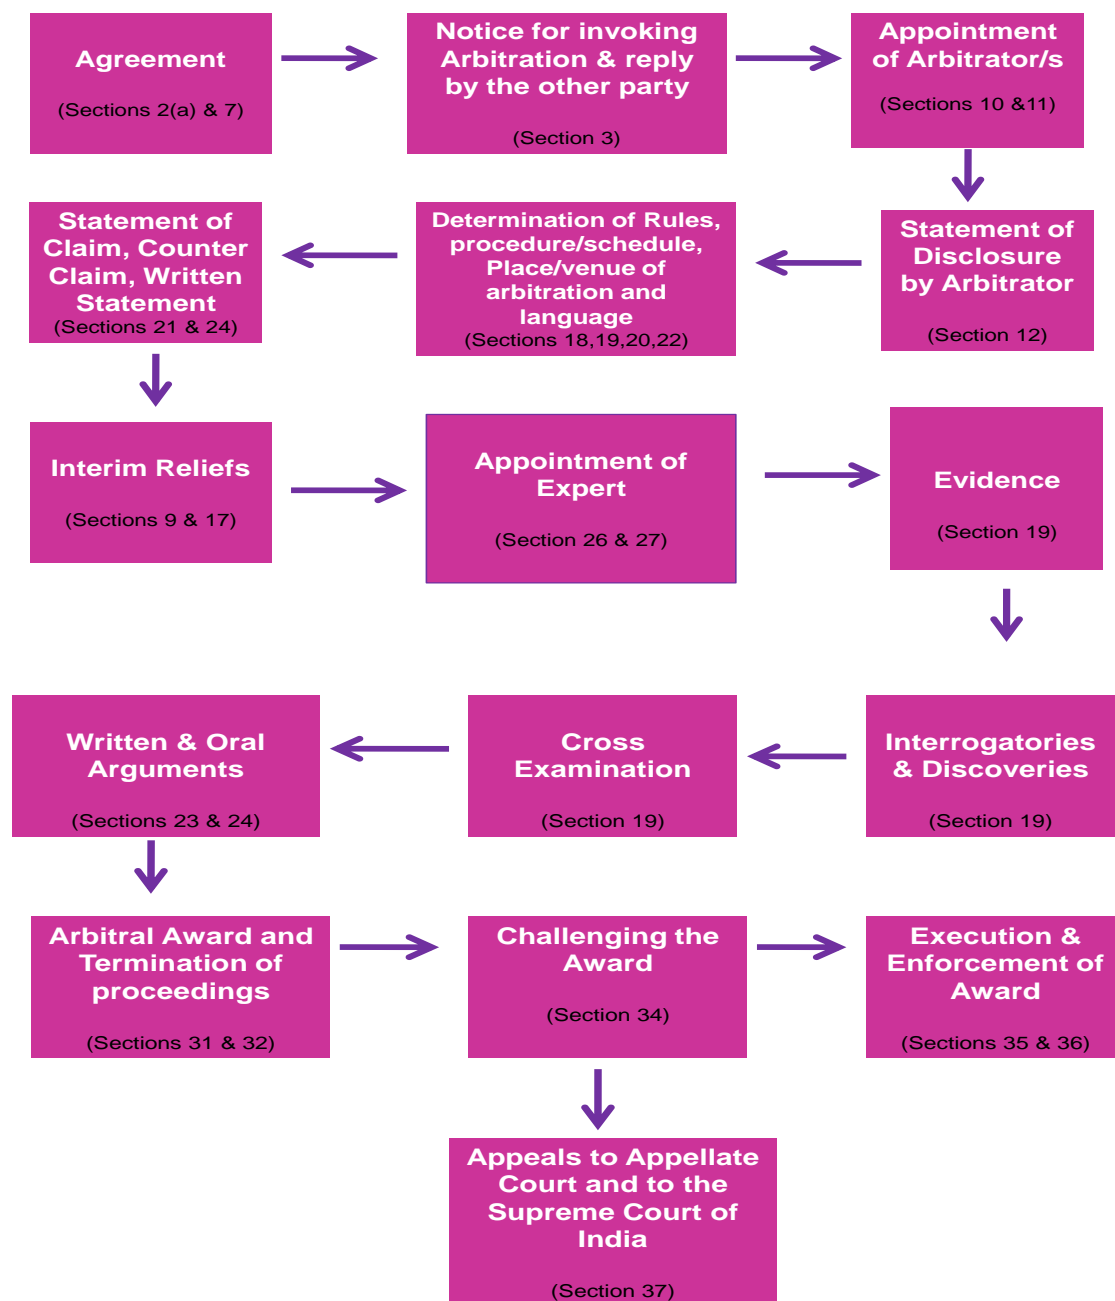 Agreement
(Sections 2(a) & 7)
Notice for invoking
Arbitration & reply
by the other party
(Section 3)
Appointment
of Arbitrator/s
(Sections 10 &11)
Statement of
Disclosure
by Arbitrator
(Section 12)
Determination of Rules,
procedure/schedule,
Place/venue of
arbitration and
language
(Sections 18,19,20,22)
Statement of
Claim, Counter
Claim, Written
Statement
(Sections 21 & 24)
Interim Reliefs
(Sections 9 & 17)
Appointment of
Expert
(Section 26 & 27)
Evidence
(Section 19)
Interrogatories
& Discoveries
(Section 19)
Cross
Examination
(Section 19)
Written & Oral
Arguments
(Sections 23 & 24)
Arbitral Award and
Termination of
proceedings
(Sections 31 & 32)
Challenging the
Award
(Section 34)
Execution &
Enforcement of
Award
(Sections 35 & 36)
Appeals to Appellate
Court and to the
Supreme Court of
India
(Section 37)